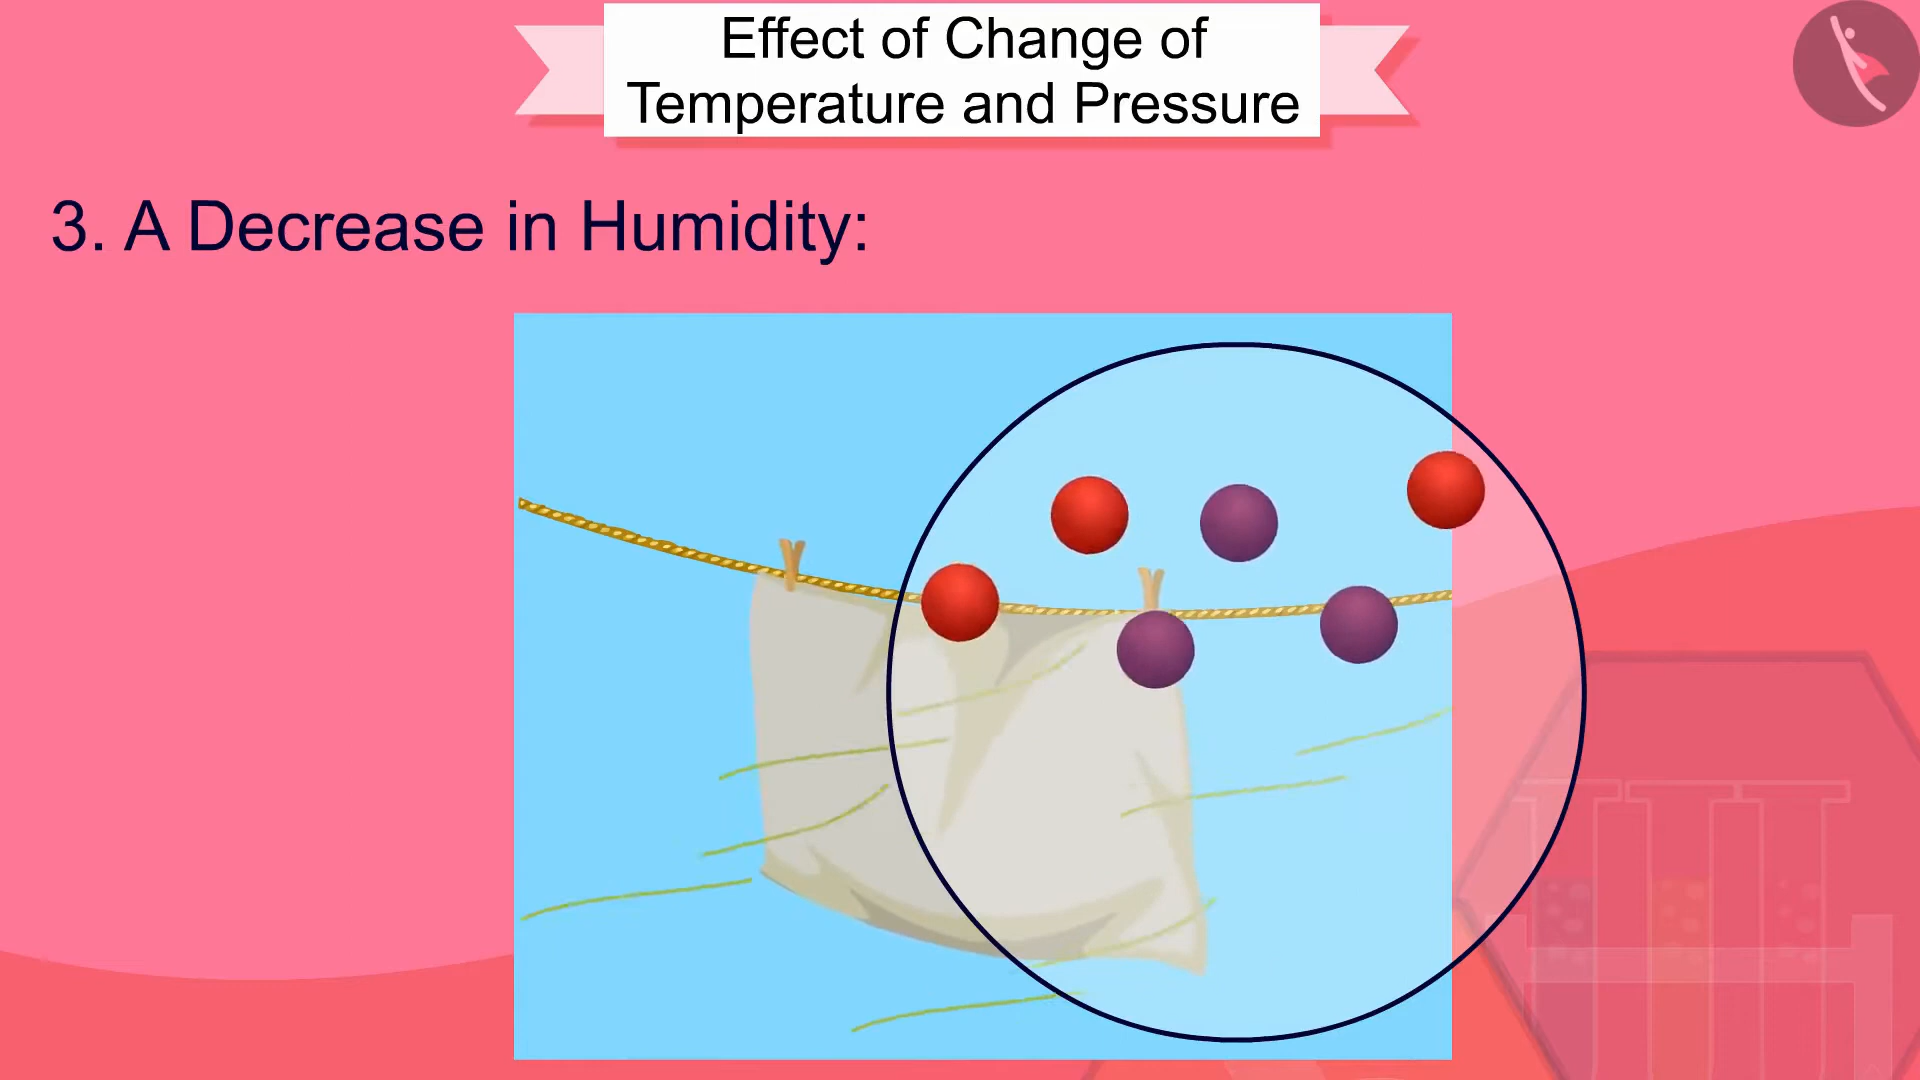 Effect of Change of
Temperature and Pressure
3. A Decrease in Humidity: